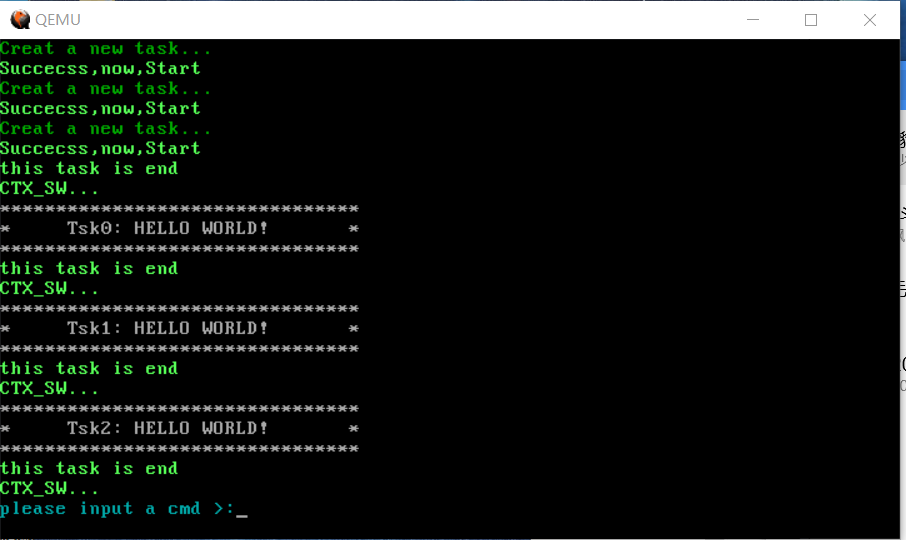 QEMU
Creat a new task...
Succecss,now,Start
Creat a new task...
Succecss,now,Start
Creat a new task...
Succecss,now,Start
this task is end
CTX_SW...
********************************
*     Tsk0: HELLO WORLD!       *
********************************
this task is end
CTX_SW...
********************************
*     Tsk1: HELLO WORLD!       *
********************************
this task is end
CTX_SW...
********************************
*     Tsk2: HELLO WORLD!       *
********************************
this task is end
CTX_SW...
please input a cmd >:_